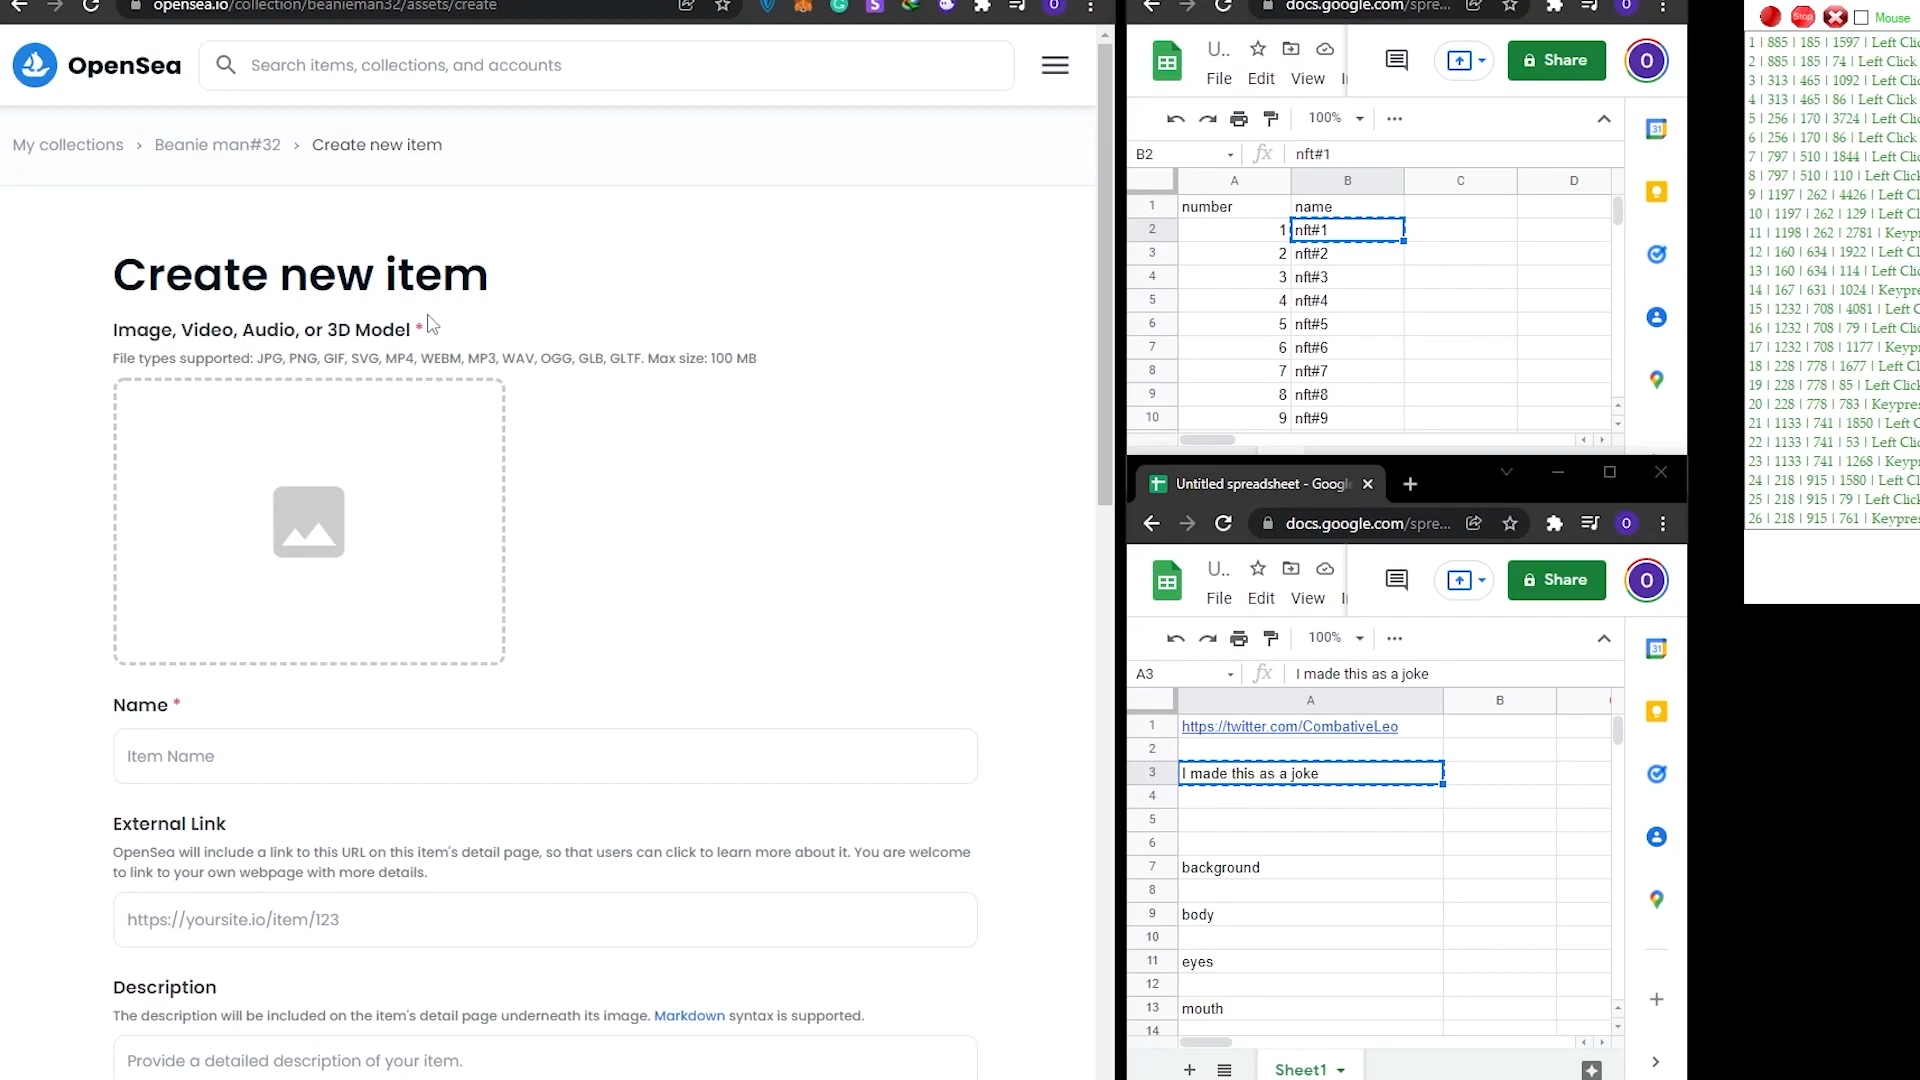 opensea.io/collection/beanieman32/assets/create
OpenSea
Search items, collections, and accounts
My collections › Beanie man#32 › Create new item
Create new item
Image, Video, Audio, or 3D Model *
File types supported: JPG, PNG, GIF, SVG, MP4, WEBM, MP3, WAV, OGG, GLB, GLTF. Max size: 100 MB
Name *
Item Name
External Link
OpenSea will include a link to this URL on this item's detail page, so that users can click to learn more about it. You are welcome
to link to your own webpage with more details.
https://yoursite.io/item/123
Description
The description will be included on the item's detail page underneath its image. Markdown syntax is supported.
Provide a detailed description of your item.
docs.google.com/spre...
U..
File Edit View
Share
O
100%
B2
fx
nft#1
A B C D
1 number name
2 1 nft#1
3 2 nft#2
4 3 nft#3
5 4 nft#4
6 5 nft#5
7 6 nft#6
8 7 nft#7
9 8 nft#8
10 9 nft#9
31
Untitled spreadsheet - Googl
docs.google.com/spre...
U..
File Edit View
Share
O
100%
A3
fx
I made this as a joke
A B
1 https://twitter.com/CombativeLeo
2
3 I made this as a joke
4
5
6
7 background
8
9 body
10
11 eyes
12
13 mouth
14
31
Sheet1
Stop Mouse
1 | 885 | 185 | 1597 | Left Clic
2 | 885 | 185 | 74 | Left Click
3 | 313 | 465 | 1092 | Left Clic
4 | 313 | 465 | 86 | Left Click
5 | 256 | 170 | 3724 | Left Clic
6 | 256 | 170 | 86 | Left Click
7 | 797 | 510 | 1844 | Left Clic
8 | 797 | 510 | 110 | Left Click
9 | 1197 | 262 | 4426 | Left Cl
10 | 1197 | 262 | 129 | Left Cl
11 | 1198 | 262 | 2781 | Keyp
12 | 160 | 634 | 1922 | Left Cl
13 | 160 | 634 | 114 | Left Clic
14 | 167 | 631 | 1024 | Keypre
15 | 1232 | 708 | 4081 | Left C
16 | 1232 | 708 | 79 | Left Clic
17 | 1232 | 708 | 1177 | Keyp
18 | 228 | 778 | 1677 | Left Cl
19 | 228 | 778 | 85 | Left Click
20 | 228 | 778 | 783 | Keypres
21 | 1133 | 741 | 1850 | Left C
22 | 1133 | 741 | 53 | Left Clic
23 | 1133 | 741 | 1268 | Keyp
24 | 218 | 915 | 1580 | Left Cl
25 | 218 | 915 | 79 | Left Click
26 | 218 | 915 | 761 | Keypres